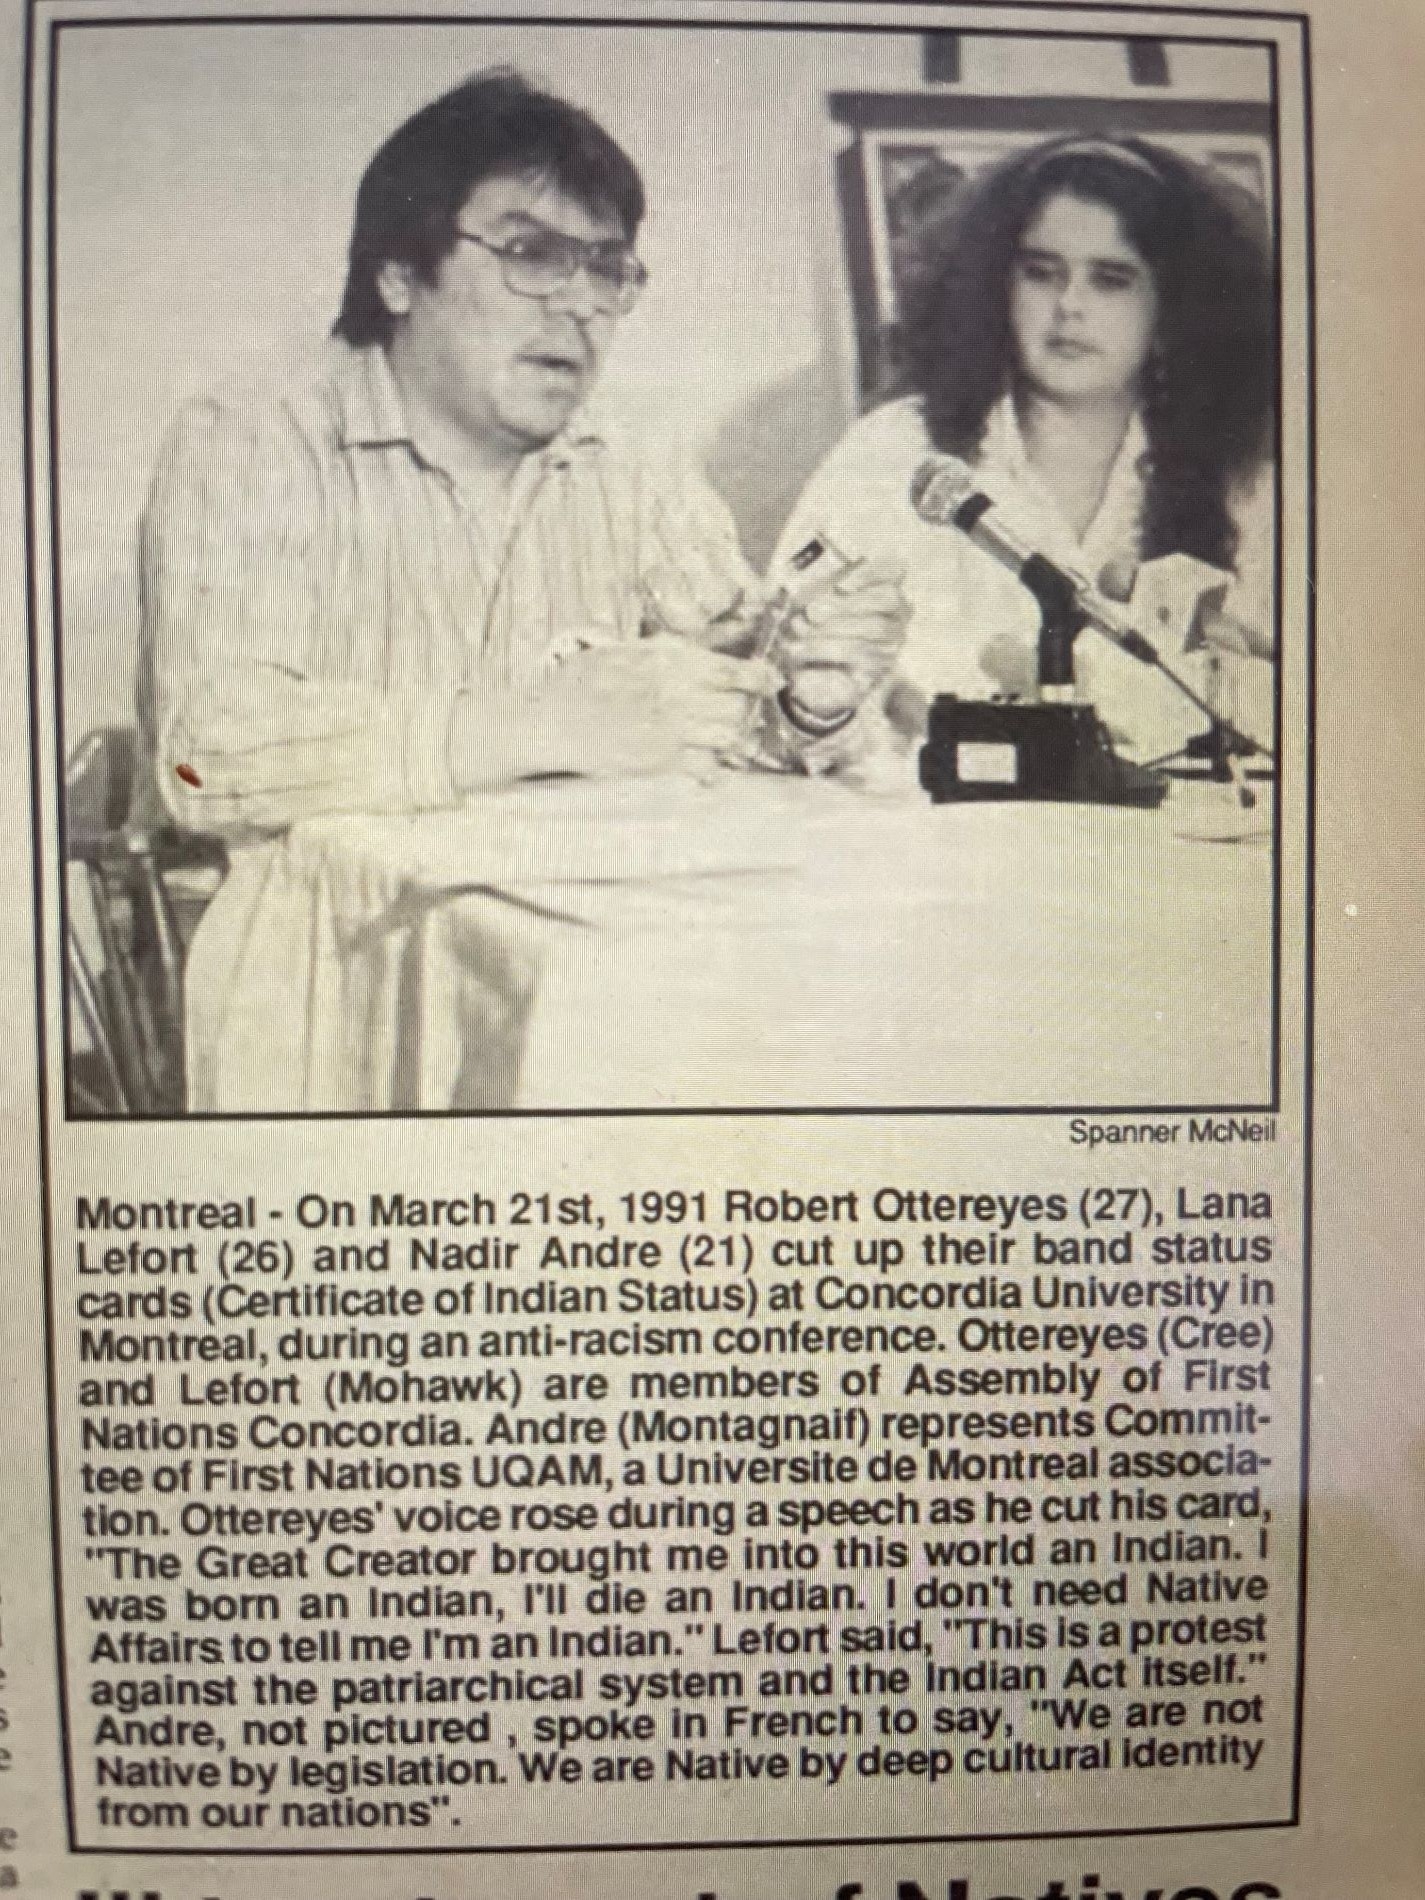 Spanner McNeil
Montreal - On March 21st, 1991 Robert Ottereyes (27), Lana
Lefort (26) and Nadir Andre (21) cut up their band status
cards (Certificate of Indian Status) at Concordia University in
Montreal, during an anti-racism conference. Ottereyes (Cree)
and Lefort (Mohawk) are members of Assembly of First
Nations Concordia. Andre (Montagnaif) represents Commit-
tee of First Nations UQAM, a Universite de Montreal associa-
tion. Ottereyes' voice rose during a speech as he cut his card,
"The Great Creator brought me into this world an Indian. I
was born an Indian, I'll die an Indian. I don't need Native
Affairs to tell me I'm an Indian." Lefort said, "This is a protest
against the patriarchical system and the Indian Act itself."
Andre, not pictured , spoke in French to say, "We are not
Native by legislation. We are Native by deep cultural identity
from our nations".
of Natives